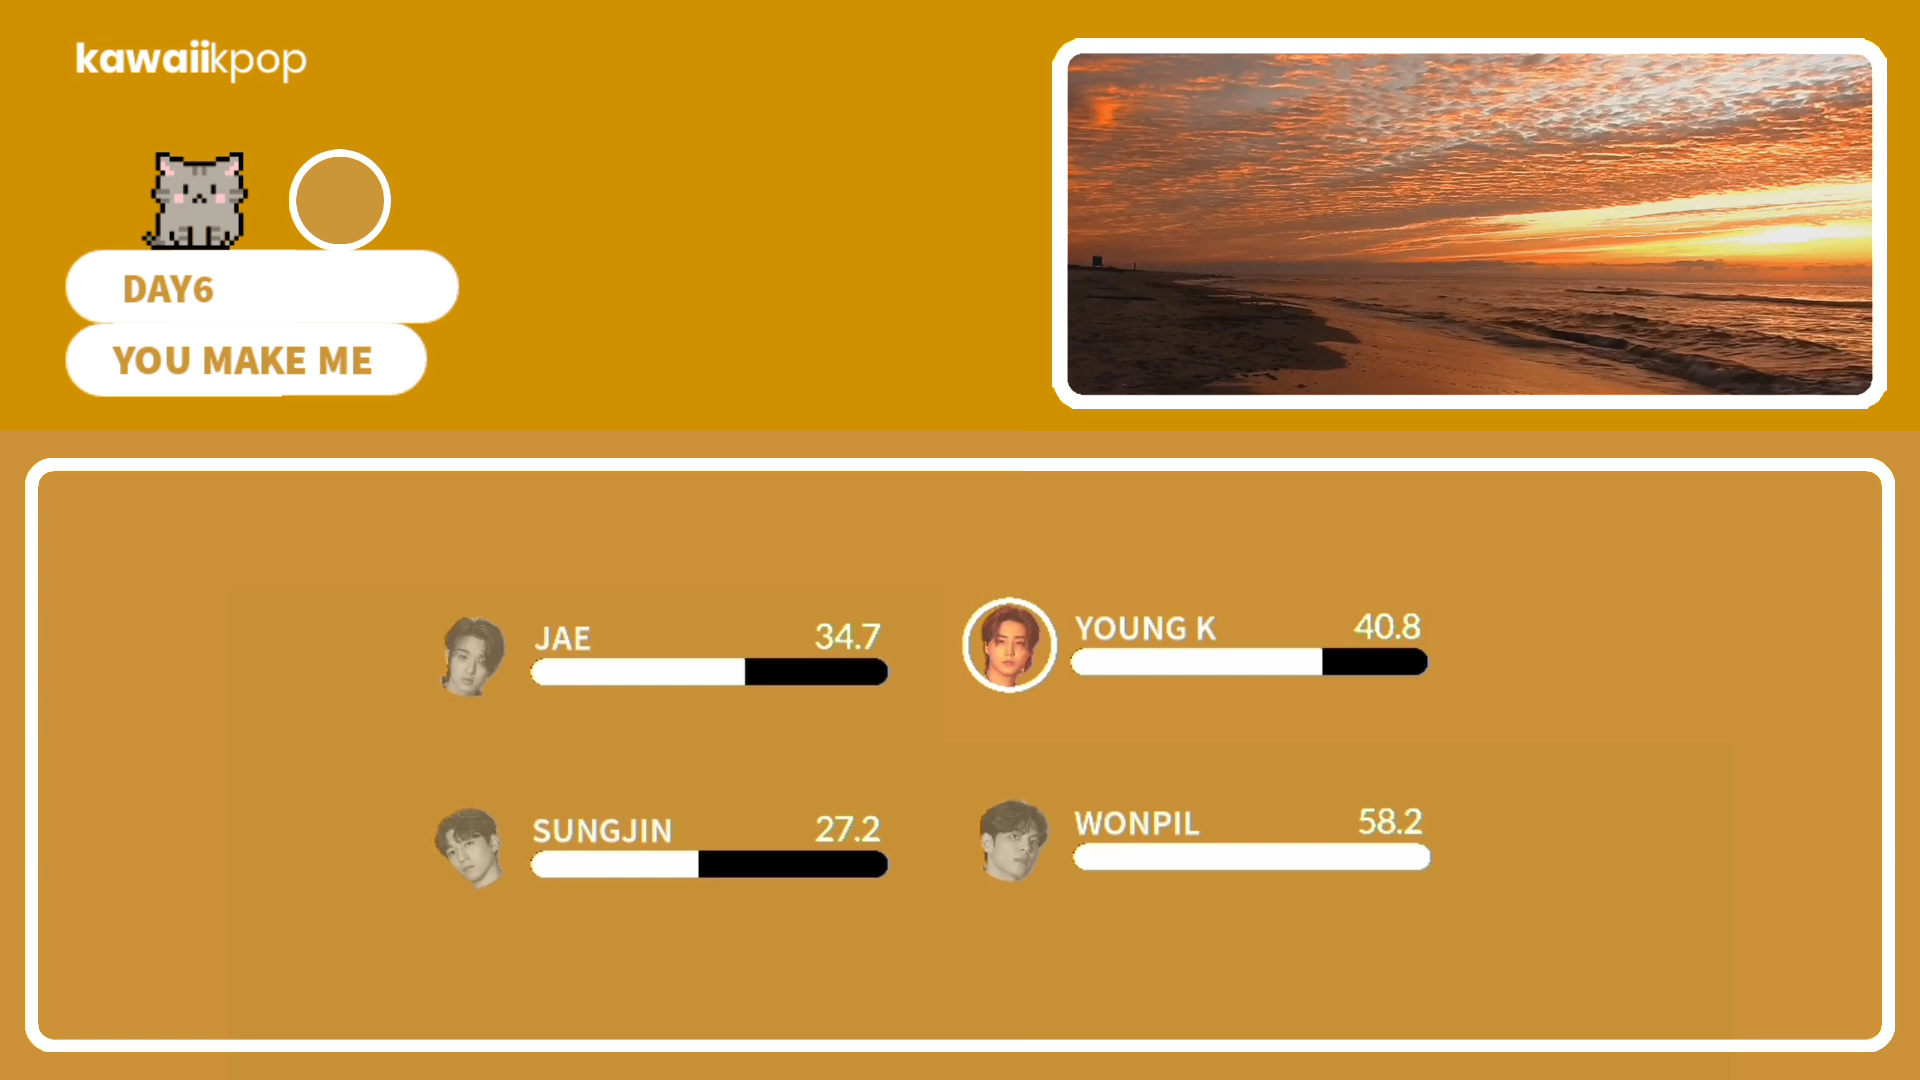 kawaiikpop
DAY6
YOU MAKE ME
JAE 34.7
YOUNG K 40.8
SUNGJIN 27.2
WONPIL 58.2